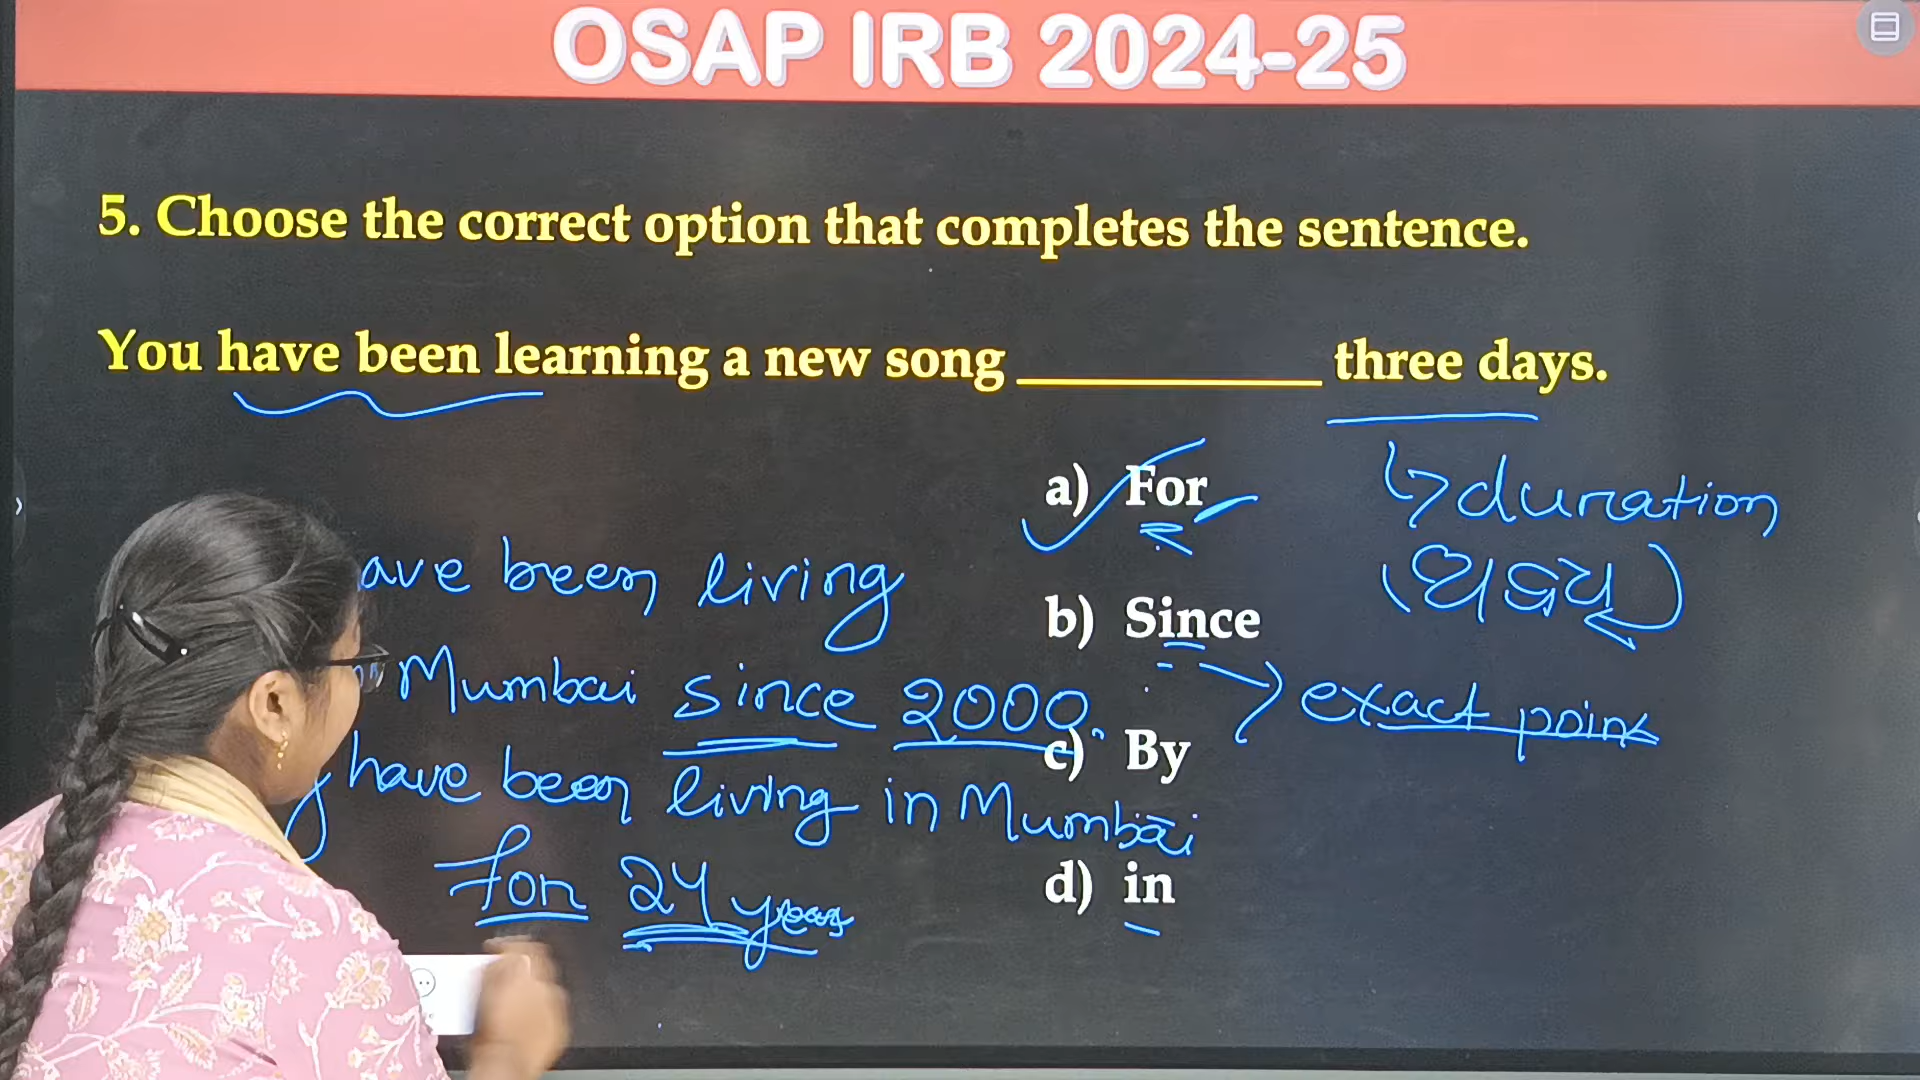 OSAP IRB 2024-25
5. Choose the correct option that completes the sentence.
You have been learning a new song ____________ three days.
a) For
duration
ave been living
b) Since
Mumbai since 2000.
exact point
c) By
have been living in Mumbai
for 24 years
d) in